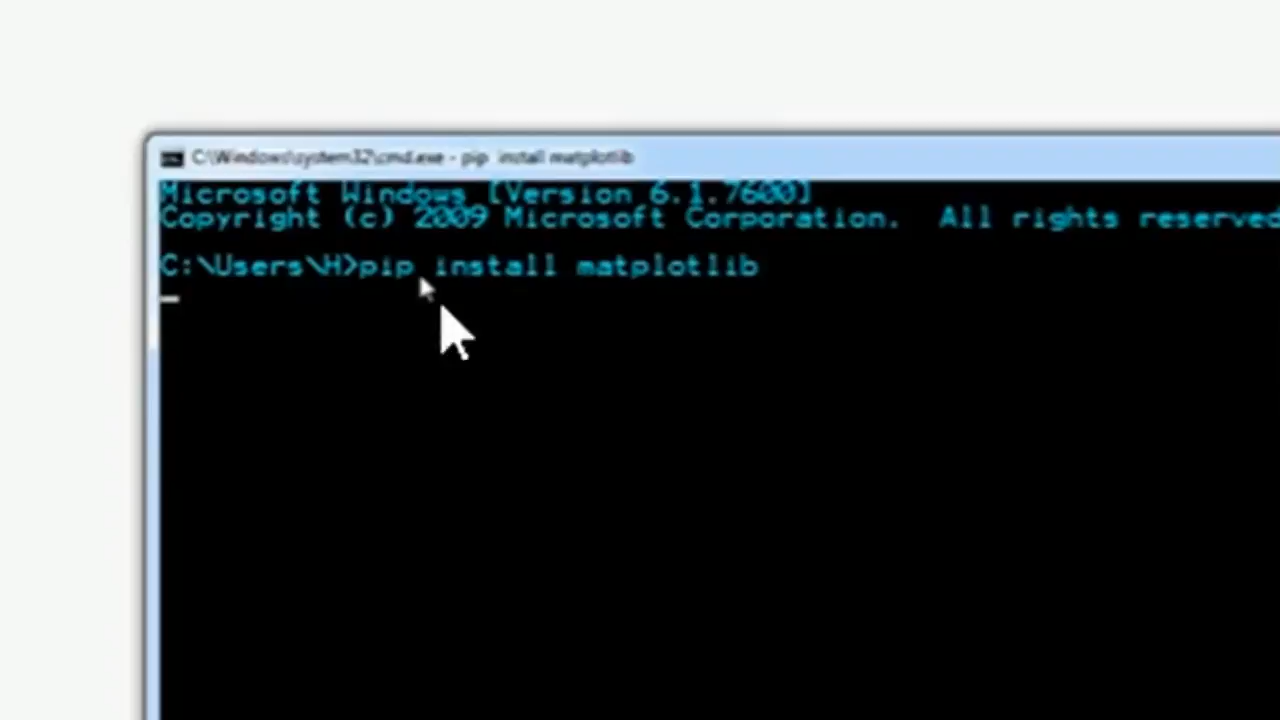 C:\Windows\system32\cmd.exe - pip  install matplotlib
Microsoft Windows [Version 6.1.7600]
Copyright (c) 2009 Microsoft Corporation.  All rights reserved
C:\Users\H>pip install matplotlib